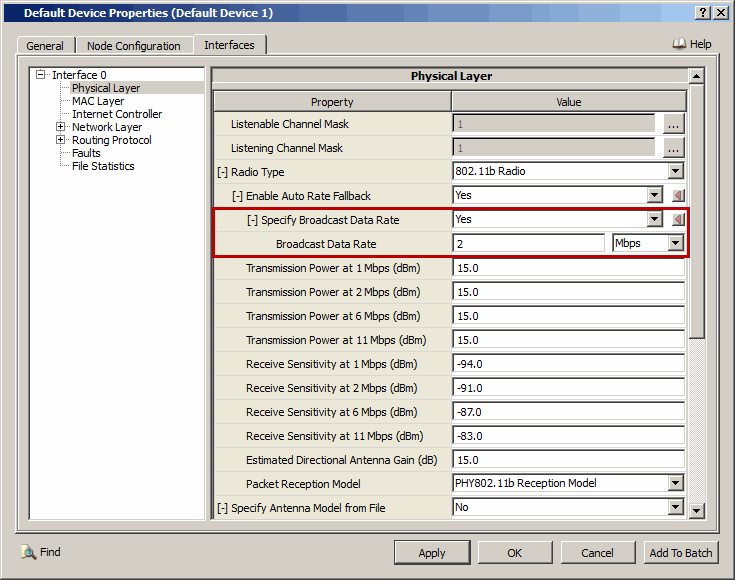 Default Device Properties (Default Device 1)
General Node Configuration Interfaces
Help
Interface 0
Physical Layer
MAC Layer
Internet Controller
Network Layer
Routing Protocol
Faults
File Statistics
Physical Layer
Property Value
Listenable Channel Mask 1 ...
Listening Channel Mask 1 ...
[-] Radio Type 802.11b Radio
[-] Enable Auto Rate Fallback Yes
[-] Specify Broadcast Data Rate Yes
Broadcast Data Rate 2 Mbps
Transmission Power at 1 Mbps (dBm) 15.0
Transmission Power at 2 Mbps (dBm) 15.0
Transmission Power at 6 Mbps (dBm) 15.0
Transmission Power at 11 Mbps (dBm) 15.0
Receive Sensitivity at 1 Mbps (dBm) -94.0
Receive Sensitivity at 2 Mbps (dBm) -91.0
Receive Sensitivity at 6 Mbps (dBm) -87.0
Receive Sensitivity at 11 Mbps (dBm) -83.0
Estimated Directional Antenna Gain (dB) 15.0
Packet Reception Model PHY802.11b Reception Model
[-] Specify Antenna Model from File No
Find Apply OK Cancel Add To Batch